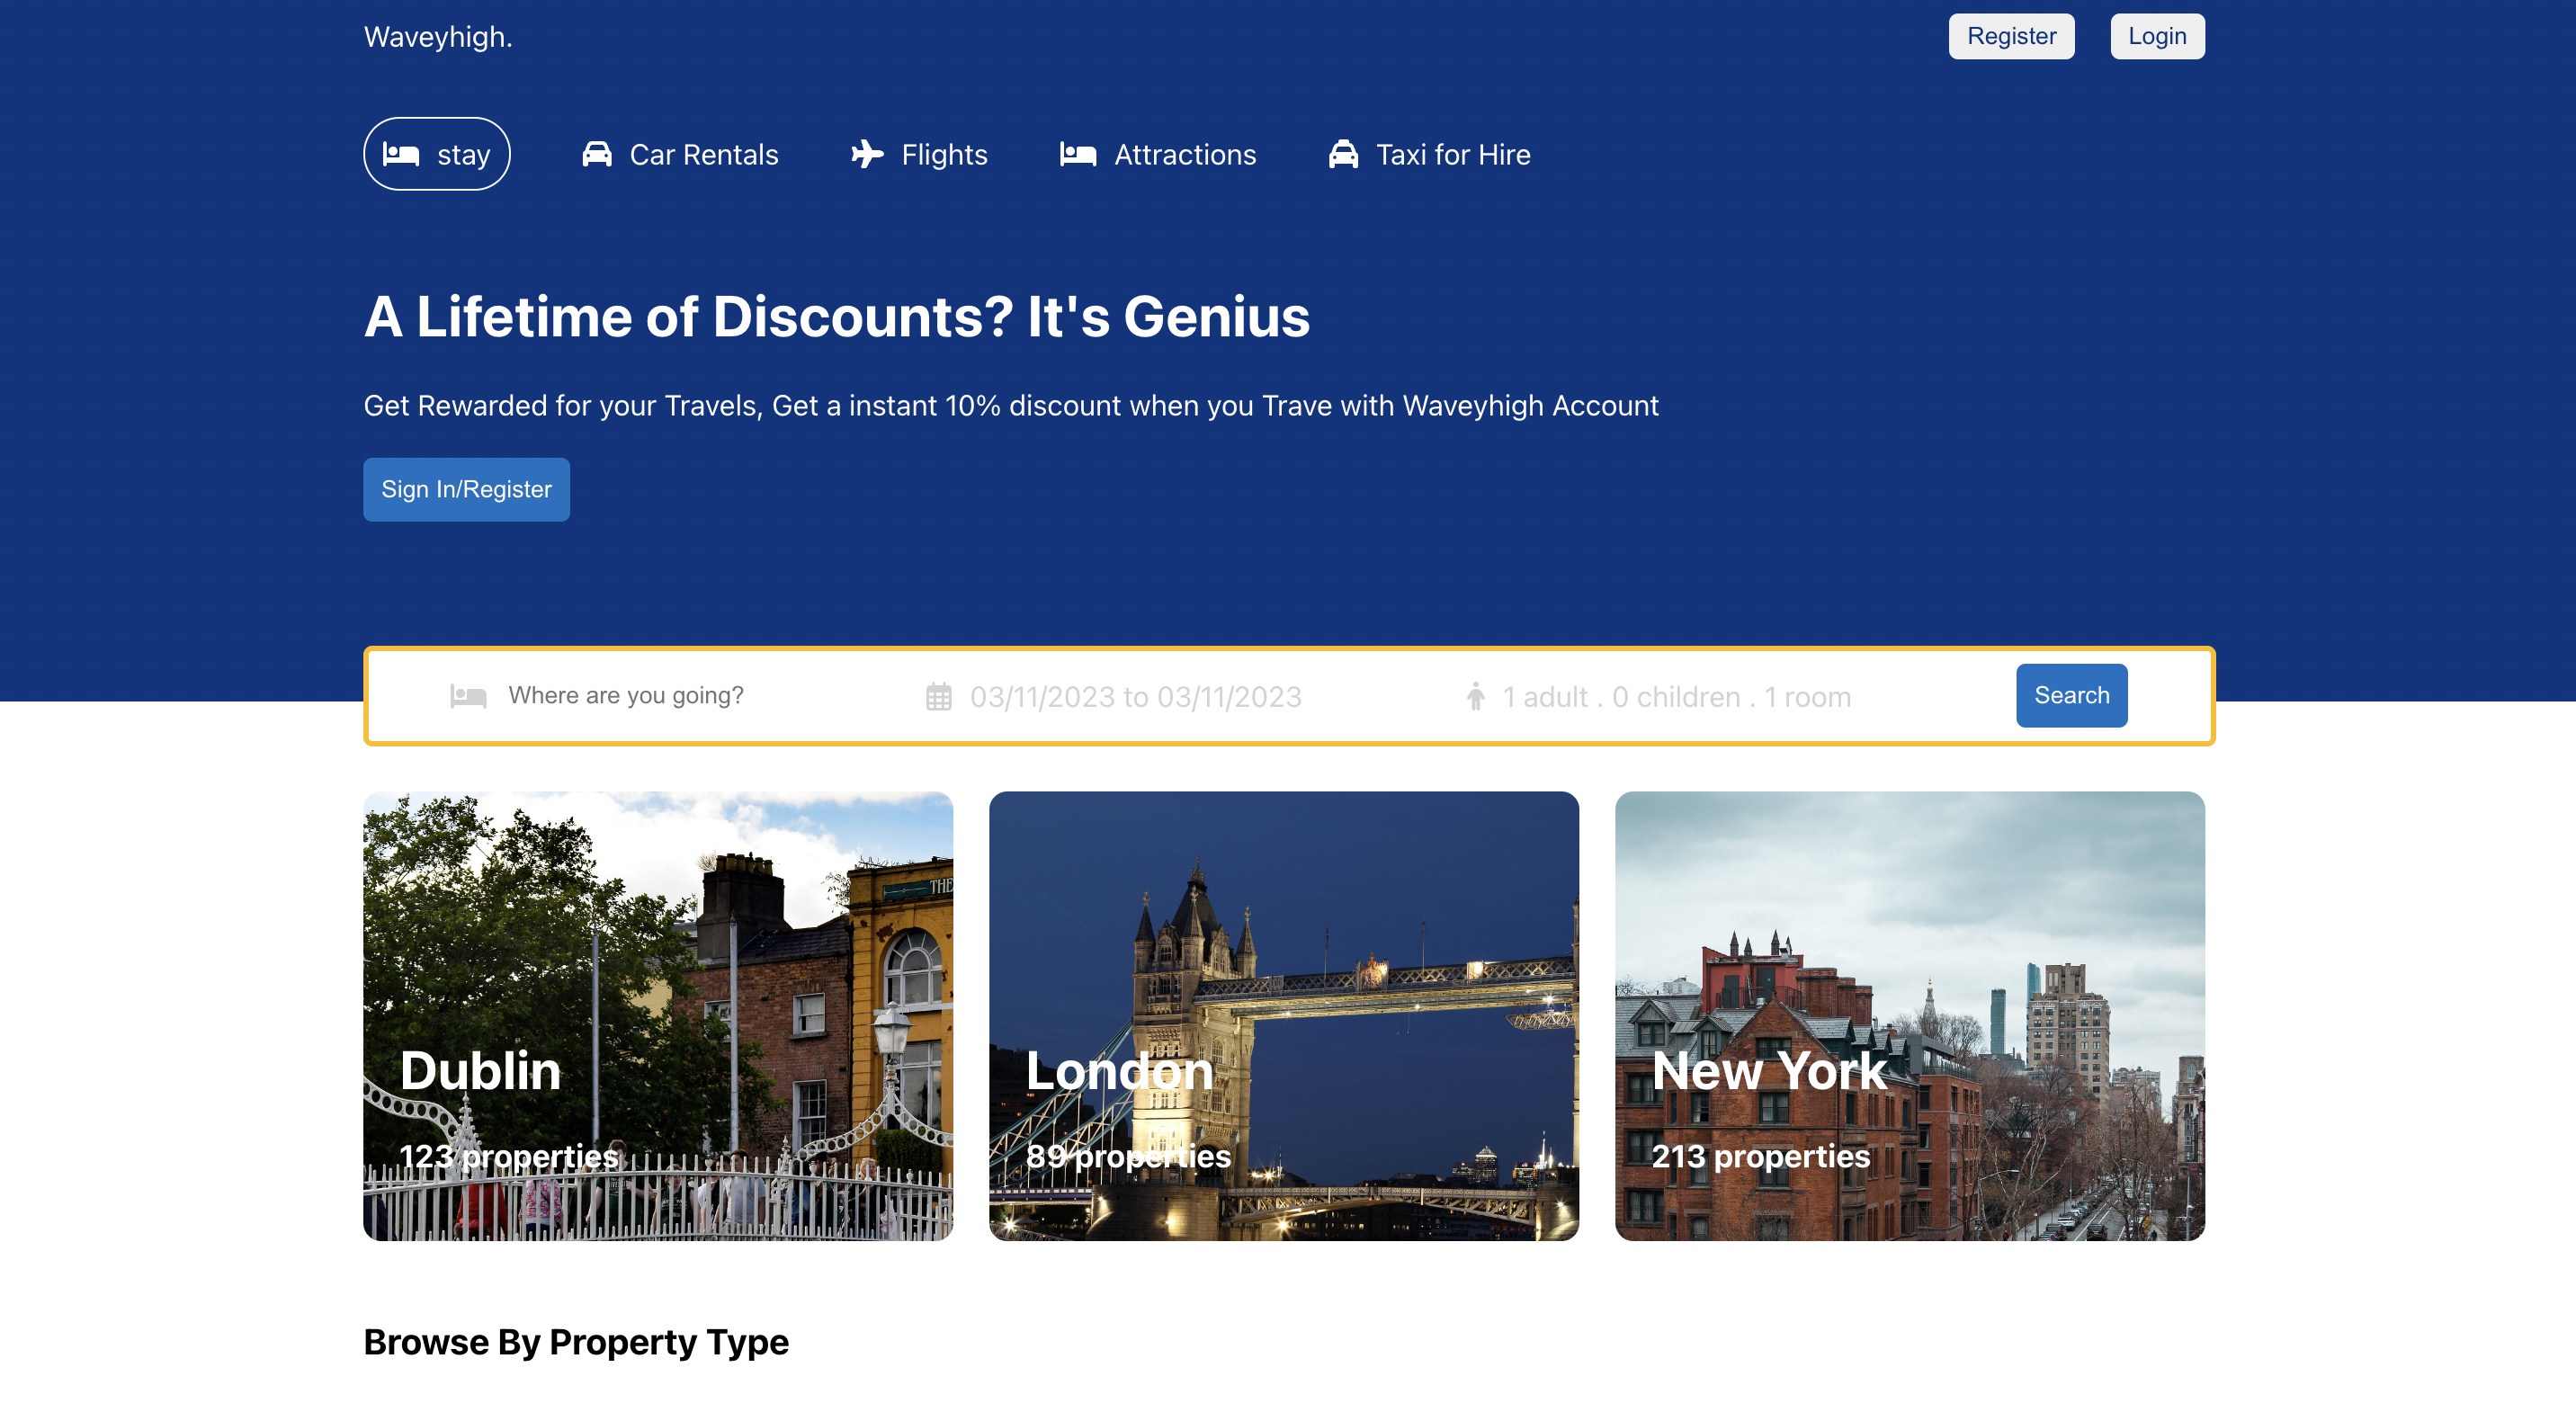 Waveyhigh.
Register
Login
stay
Car Rentals
Flights
Attractions
Taxi for Hire
A Lifetime of Discounts? It's Genius
Get Rewarded for your Travels, Get a instant 10% discount when you Trave with Waveyhigh Account
Sign In/Register
Where are you going?
03/11/2023 to 03/11/2023
1 adult . 0 children . 1 room
Search
THE
Dublin
123 properties
London
89 properties
New York
213 properties
Browse By Property Type